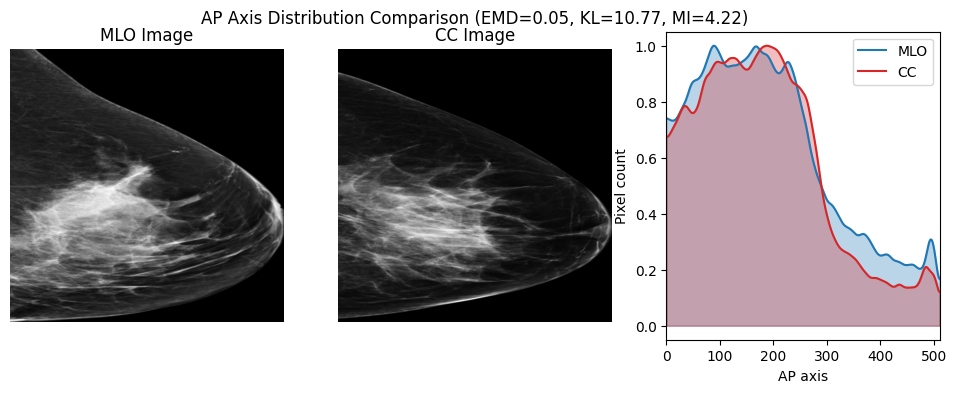 AP Axis Distribution Comparison (EMD=0.05, KL=10.77, MI=4.22)
MLO Image
CC Image
MLO
CC
Pixel count
1.0
0.8
0.6
0.4
0.2
0.0
0 100 200 300 400 500
AP axis